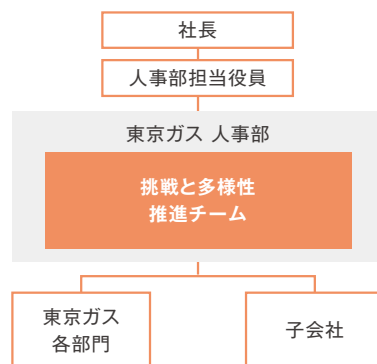 社長
人事部担当役員
東京ガス 人事部
挑戦と多様性
推進チーム
東京ガス
各部門
子会社